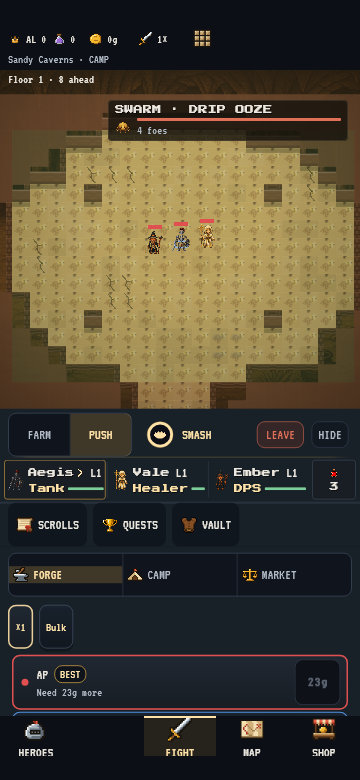 AL 0 0 0g 1X
Sandy Caverns · CAMP
Floor 1 · 8 ahead
SWARM · DRIP OOZE
4 foes
FARM PUSH SMASH LEAVE HIDE
Aegis> L1 Vale L1 Ember L1
Tank Healer DPS 3
SCROLLS QUESTS VAULT
FORGE CAMP MARKET
x1 Bulk
AP BEST 23g
Need 23g more
HEROES FIGHT MAP SHOP